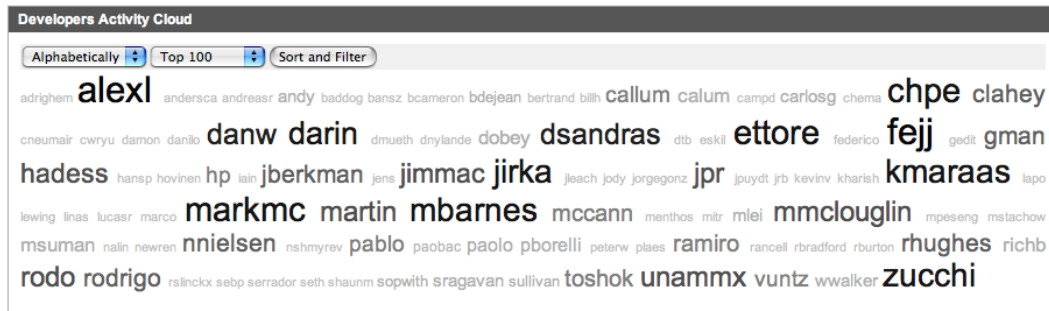 Developers Activity Cloud
Alphabetically Top 100 Sort and Filter
adrighem alexl andersca andreasr andy baddog bansz bcameron bdejean bertrand billh callum calum campd carlosg chema chpe clahey
cneumair cwryu damon danilo danw darin dmueth dnylande dobey dsandras dtb eskil ettore federico fejj gedit gman
hadess hansp hovinen hp iain jberkman jens jimmac jirka jleach jody jorgegonz jpr jpuydt jrb kevinv kharish kmaraas lapo
lewing linas lucasr marco markmc martin mbarnes mccann menthos mitr mlei mmclouglin mpeseng mstachow
msuman nalin newren nnielsen nshmyrev pablo paobac paolo pborelli peterw plaes ramiro rancell rbradford rburton rhughes richb
rodo rodrigo rslinckx sebp serrador seth shaunm sopwith sragavan sullivan toshok unammx vuntz wwalker zucchi